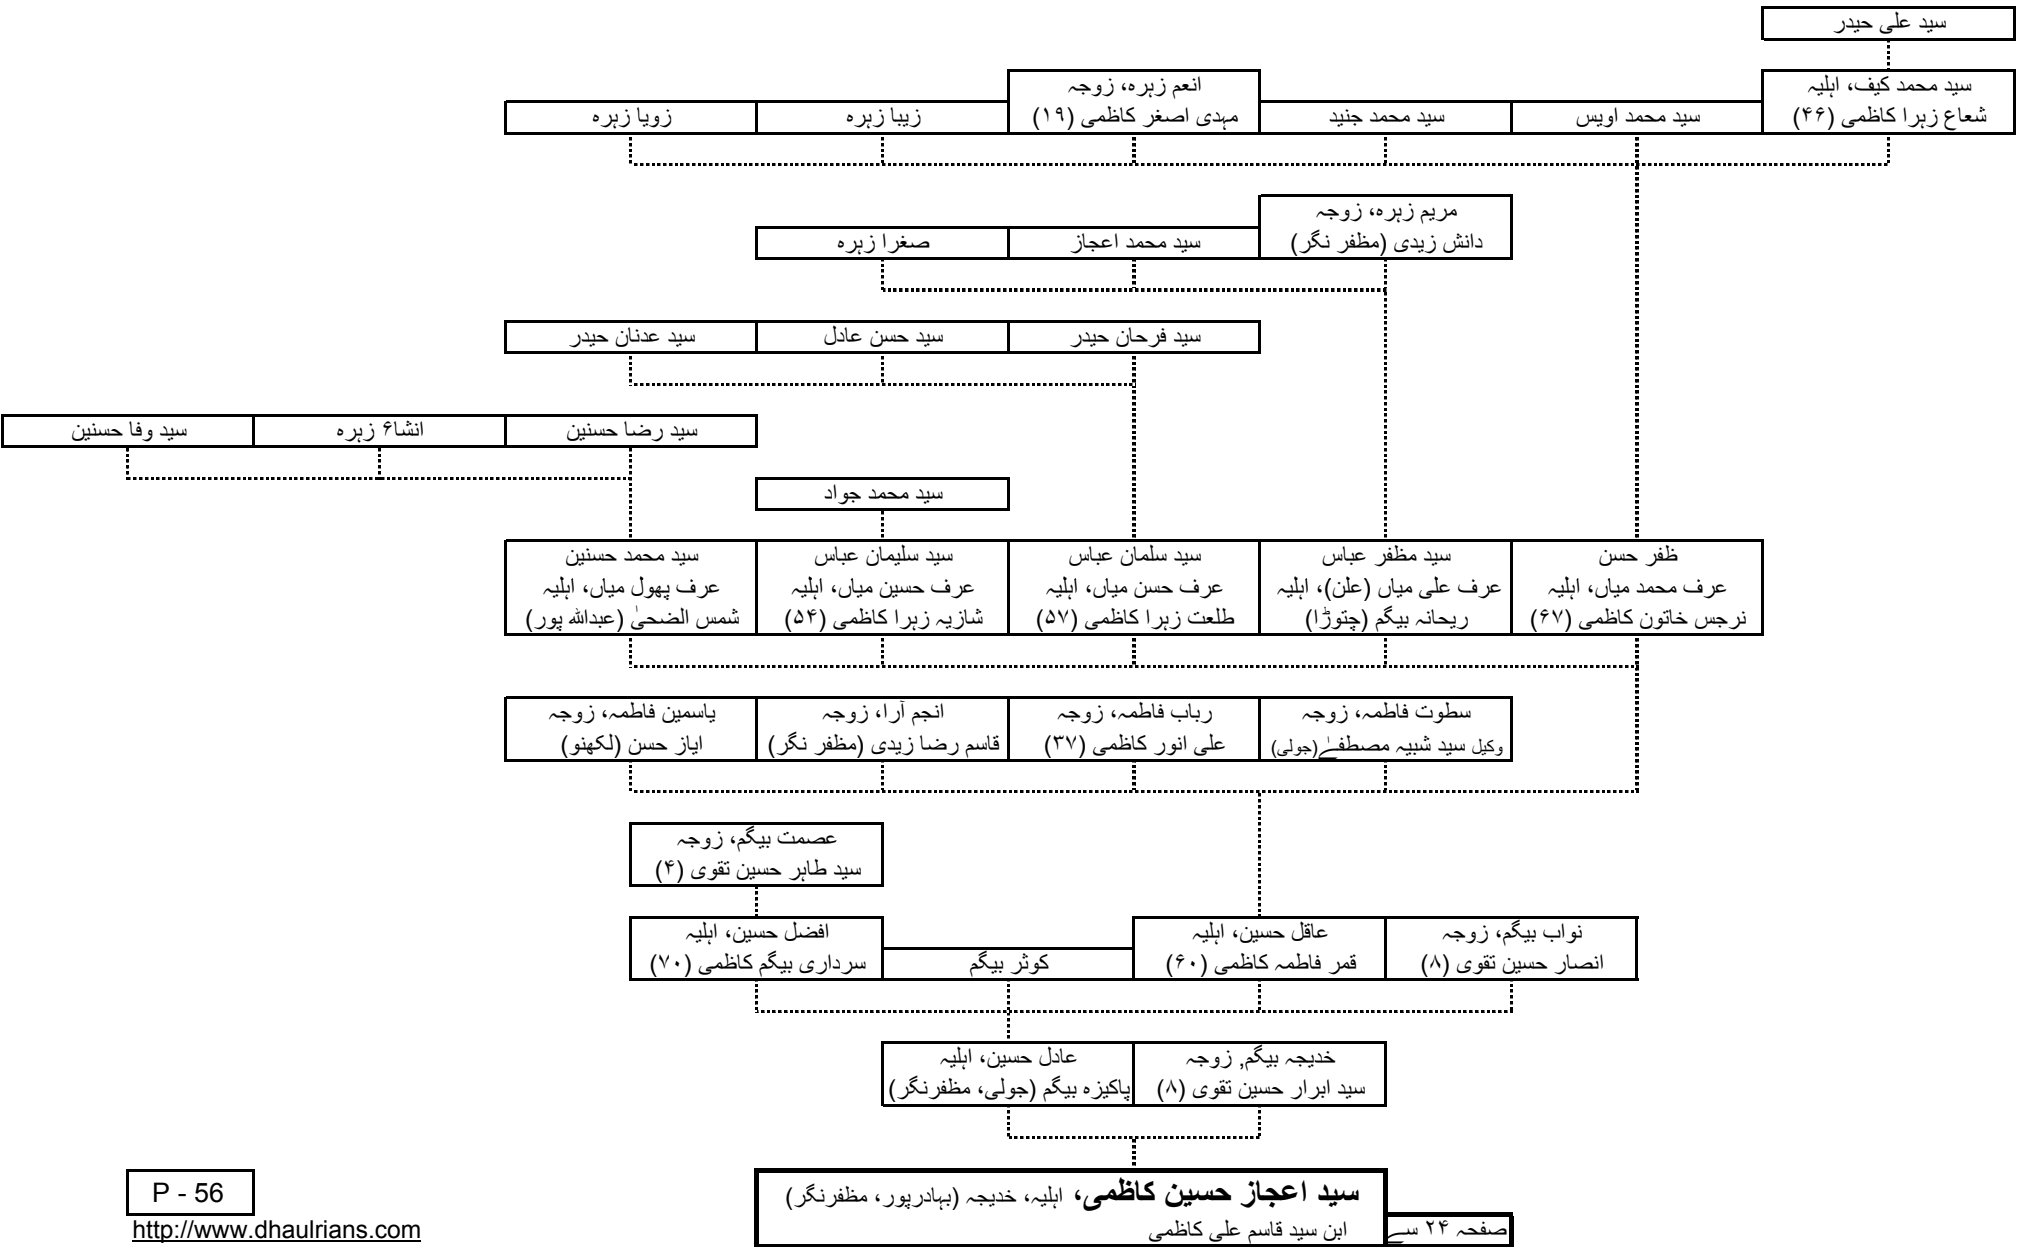 سید علی حیدر
سید محمد کیف، اہلیہ
شعاع زہرا کاظمی (۴۶)
سید محمد اویس
سید محمد جنید
انعم زہرہ، زوجہ
مہدی اصغر کاظمی (۱۹)
زیبا زہرہ
زویا زہرہ
مریم زہرہ، زوجہ
دانش زیدی (مظفر نگر)
سید محمد اعجاز
صغرا زہرہ
سید فرحان حیدر
سید حسن عادل
سید عدنان حیدر
سید رضا حسنین
انشا۶ زہرہ
سید وفا حسنین
سید محمد جواد
ظفر حسن
عرف محمد میاں، اہلیہ
نرجس خاتون کاظمی (۶۷)
سید مظفر عباس
عرف علی میاں (علن)، اہلیہ
ریحانہ بیگم (چتوڑا)
سید سلمان عباس
عرف حسن میاں، اہلیہ
طلعت زہرا کاظمی (۵۷)
سید سلیمان عباس
عرف حسین میاں، اہلیہ
شازیہ زہرا کاظمی (۵۴)
سید محمد حسنین
عرف پھول میاں، اہلیہ
شمس الضحیٰ (عبداللہ پور)
سطوت فاطمہ، زوجہ
وکیل سید شبیہ مصطفےٰ(جولی)
رباب فاطمہ، زوجہ
علی انور کاظمی (۳۷)
انجم آرا، زوجہ
قاسم رضا زیدی (مظفر نگر)
یاسمین فاطمہ، زوجہ
ایاز حسن (لکھنو)
عصمت بیگم، زوجہ
سید طاہر حسین تقوی (۴)
نواب بیگم، زوجہ
انصار حسین تقوی (۸)
عاقل حسین، اہلیہ
قمر فاطمہ کاظمی (۶۰)
کوثر بیگم
افضل حسین، اہلیہ
سرداری بیگم کاظمی (۷۰)
خدیجہ بیگم, زوجہ
سید ابرار حسین تقوی (۸)
عادل حسین، اہلیہ
پاکیزہ بیگم (جولی، مظفرنگر)
سید اعجاز حسین کاظمی، اہلیہ، خدیجہ (بہادرپور، مظفرنگر)
ابن سید قاسم علی کاظمی
صفحہ ۲۴ سے
P - 56
http://www.dhaulrians.com